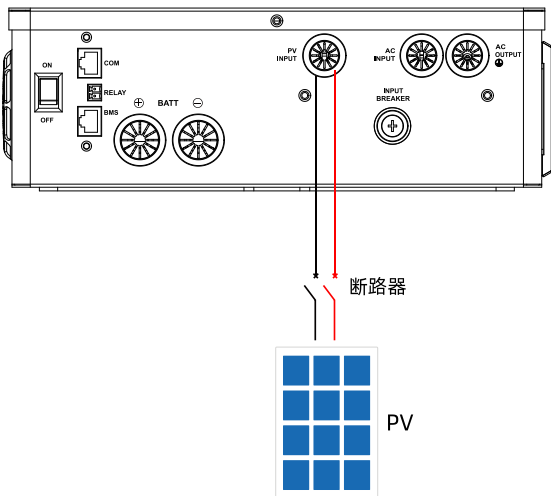 ON
OFF
COM
RELAY
BMS
BATT
PV
INPUT
AC
INPUT
AC
OUTPUT
INPUT
BREAKER
断路器
PV